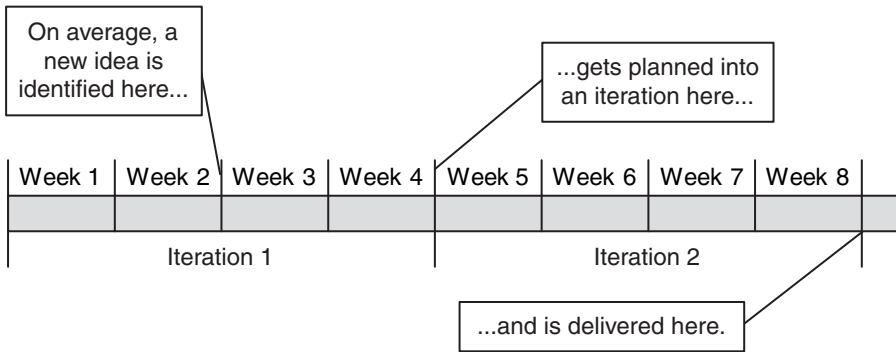 On average, a
new idea is
identified here...
...gets planned into
an iteration here...
Week 1 Week 2 Week 3 Week 4 Week 5 Week 6 Week 7 Week 8
Iteration 1 Iteration 2
...and is delivered here.